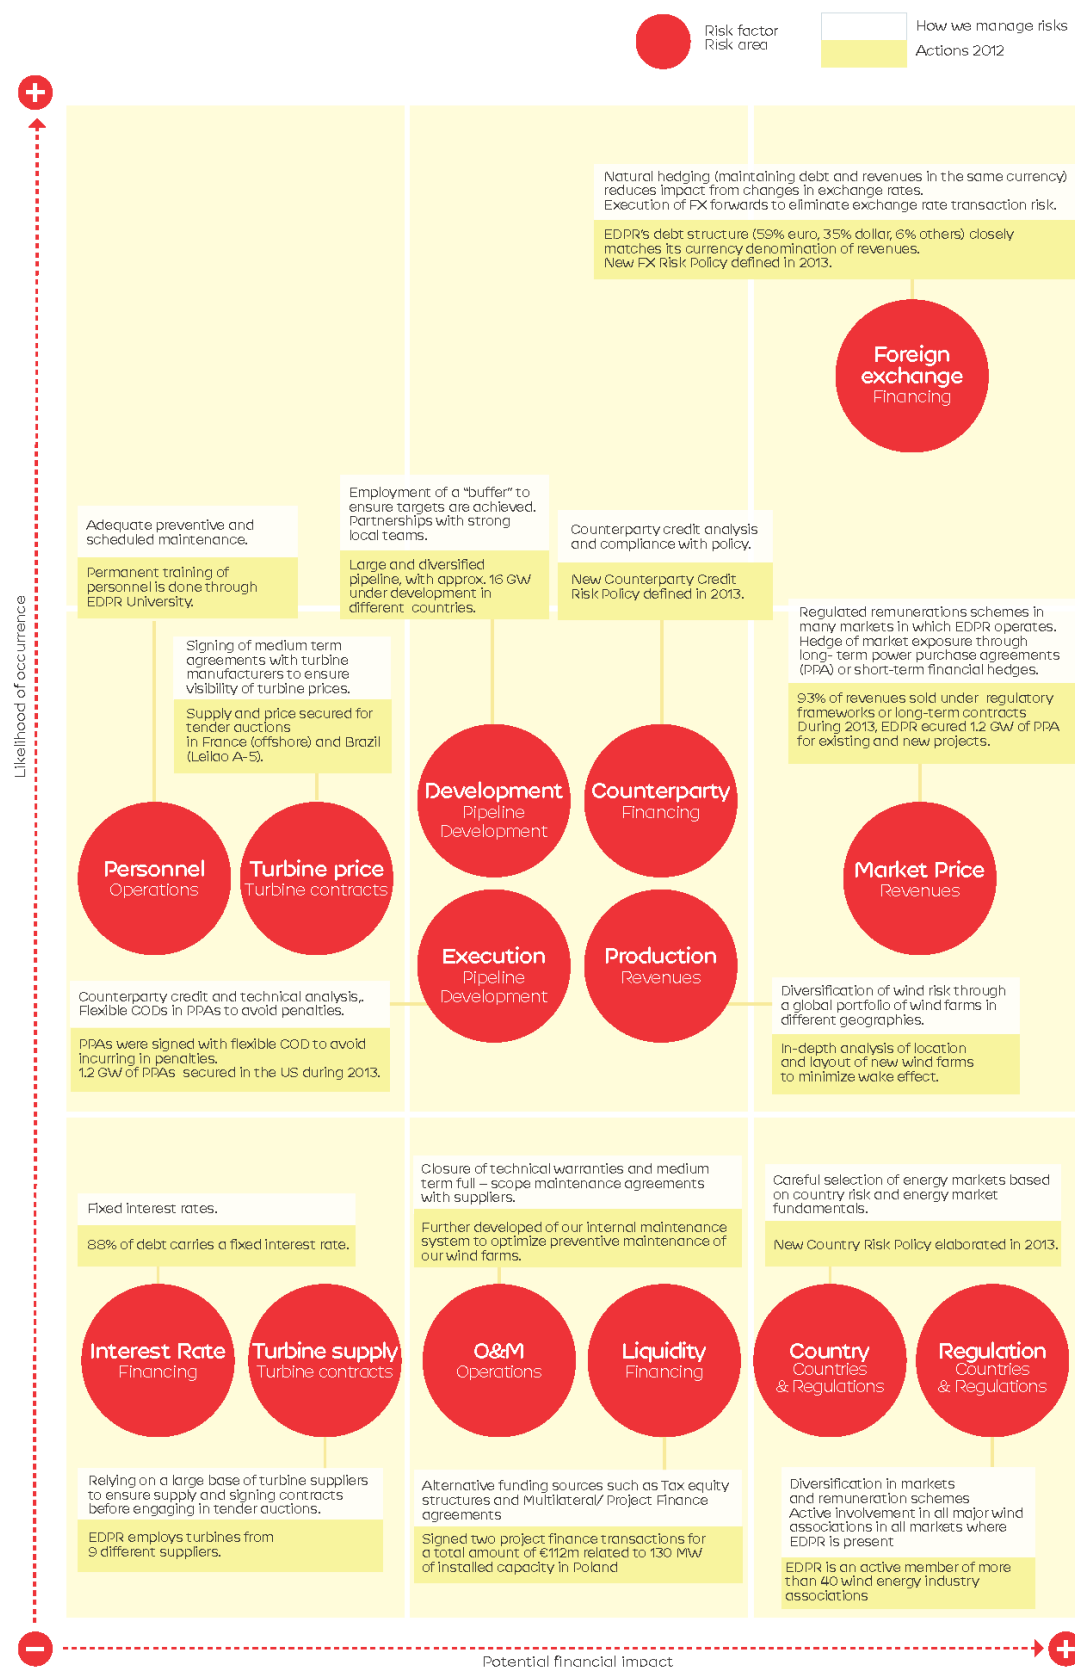 Risk factor
Risk area
How we manage risks
Actions 2012
Likelihood of occurrence
Natural hedging (maintaining debt and revenues in the same currency)
reduces impact from changes in exchange rates.
Execution of FX forwards to eliminate exchange rate transaction risk.
EDPR's debt structure (59% euro, 35% dollar, 6% others) closely
matches its currency denomination of revenues.
New FX Risk Policy defined in 2013.
Foreign
exchange
Financing
Adequate preventive and
scheduled maintenance.
Permanent training of
personnel is done through
EDPR University.
Employment of a "buffer" to
ensure targets are achieved.
Partnerships with strong
local teams.
Large and diversified
pipeline, with approx. 16 GW
under development in
different countries.
Counterparty credit analysis
and compliance with policy.
New Counterparty Credit
Risk Policy defined in 2013.
Regulated remunerations schemes in
many markets in which EDPR operates.
Hedge of market exposure through
long- term power purchase agreements
(PPA) or short-term financial hedges.
93% of revenues sold under regulatory
frameworks or long-term contracts
During 2013, EDPR ecured 1.2 GW of PPA
for existing and new projects.
Signing of medium term
agreements with turbine
manufacturers to ensure
visibility of turbine prices.
Supply and price secured for
tender auctions
in France (offshore) and Brazil
(Leilao A-5).
Personnel
Operations
Turbine price
Turbine contracts
Development
Pipeline
Development
Counterparty
Financing
Market Price
Revenues
Execution
Pipeline
Development
Production
Revenues
Counterparty credit and technical analysis,.
Flexible CODs in PPAs to avoid penalties.
PPAs were signed with flexible COD to avoid
incurring in penalties.
1.2 GW of PPAs secured in the US during 2013.
Diversification of wind risk through
a global portfolio of wind farms in
different geographies.
In-depth analysis of location
and layout of new wind farms
to minimize wake effect.
Fixed interest rates.
88% of debt carries a fixed interest rate.
Closure of technical warranties and medium
term full – scope maintenance agreements
with suppliers.
Further developed of our internal maintenance
system to optimize preventive maintenance of
our wind farms.
Careful selection of energy markets based
on country risk and energy market
fundamentals.
New Country Risk Policy elaborated in 2013.
Interest Rate
Financing
Turbine supply
Turbine contracts
O&M
Operations
Liquidity
Financing
Country
Countries
& Regulations
Regulation
Countries
& Regulations
Relying on a large base of turbine suppliers
to ensure supply and signing contracts
before engaging in tender auctions.
EDPR employs turbines from
9 different suppliers.
Alternative funding sources such as Tax equity
structures and Multilateral/ Project Finance
agreements
Signed two project finance transactions for
a total amount of €112m related to 130 MW
of installed capacity in Poland
Diversification in markets
and remuneration schemes
Active involvement in all major wind
associations in all markets where
EDPR is present
EDPR is an active member of more
than 40 wind energy industry
associations
Potential financial impact